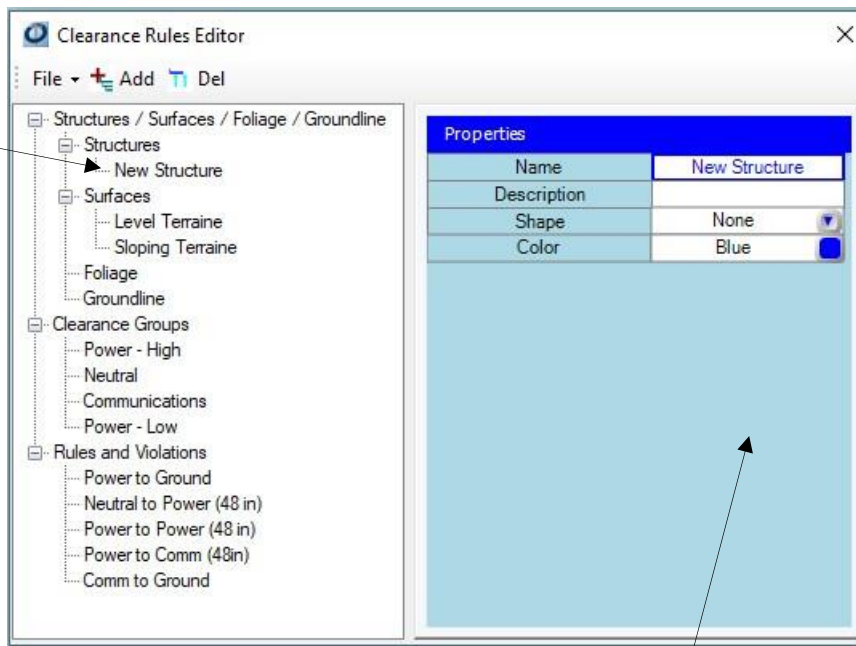 Clearance Rules Editor
File Add Del
Structures / Surfaces / Foliage / Groundline
Structures
New Structure
Surfaces
Level Terraine
Sloping Terraine
Foliage
Groundline
Clearance Groups
Power - High
Neutral
Communications
Power - Low
Rules and Violations
Power to Ground
Neutral to Power (48 in)
Power to Power (48 in)
Power to Comm (48in)
Comm to Ground
Properties
Name New Structure
Description
Shape None
Color Blue